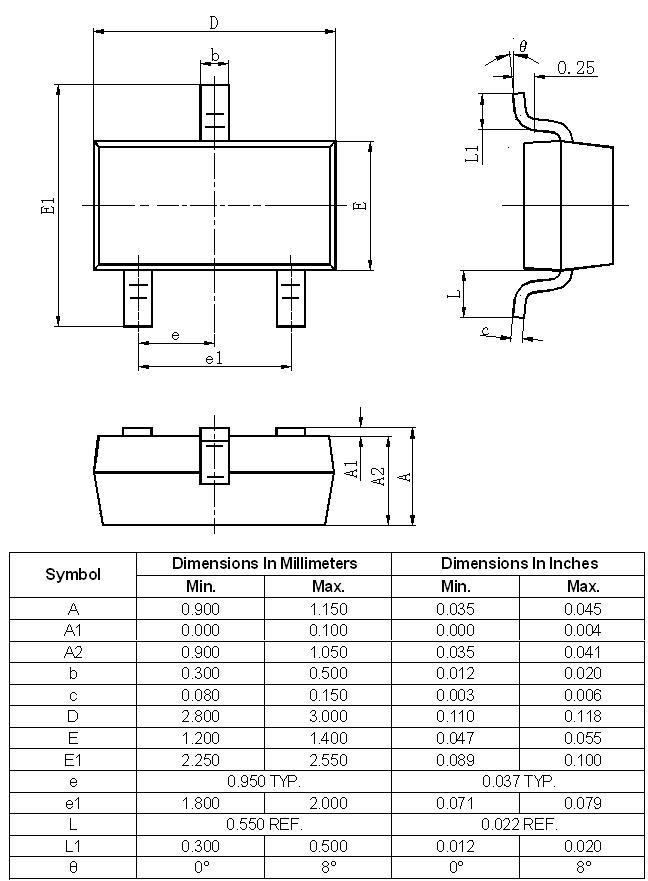 D
b
θ
0.25
L1
E1
E
L
e
c
e1
A1
A2
A
Symbol Dimensions In Millimeters Dimensions In Inches
Min. Max. Min. Max.
A 0.900 1.150 0.035 0.045
A1 0.000 0.100 0.000 0.004
A2 0.900 1.050 0.035 0.041
b 0.300 0.500 0.012 0.020
c 0.080 0.150 0.003 0.006
D 2.800 3.000 0.110 0.118
E 1.200 1.400 0.047 0.055
E1 2.250 2.550 0.089 0.100
e 0.950 TYP. 0.037 TYP.
e1 1.800 2.000 0.071 0.079
L 0.550 REF. 0.022 REF.
L1 0.300 0.500 0.012 0.020
θ 0° 8° 0° 8°